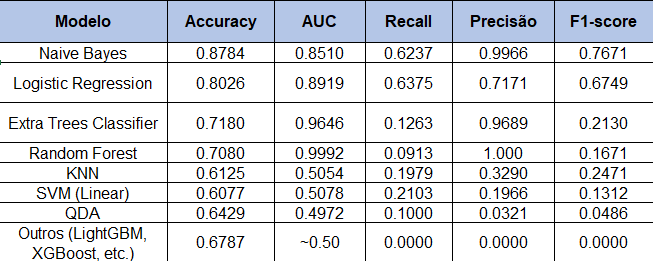 Modelo Accuracy AUC Recall Precisão F1-score
Naive Bayes 0.8784 0.8510 0.6237 0.9966 0.7671
Logistic Regression 0.8026 0.8919 0.6375 0.7171 0.6749
Extra Trees Classifier 0.7180 0.9646 0.1263 0.9689 0.2130
Random Forest 0.7080 0.9992 0.0913 1.000 0.1671
KNN 0.6125 0.5054 0.1979 0.3290 0.2471
SVM (Linear) 0.6077 0.5078 0.2103 0.1966 0.1312
QDA 0.6429 0.4972 0.1000 0.0321 0.0486
Outros (LightGBM,
XGBoost, etc.) 0.6787 ~0.50 0.0000 0.0000 0.0000